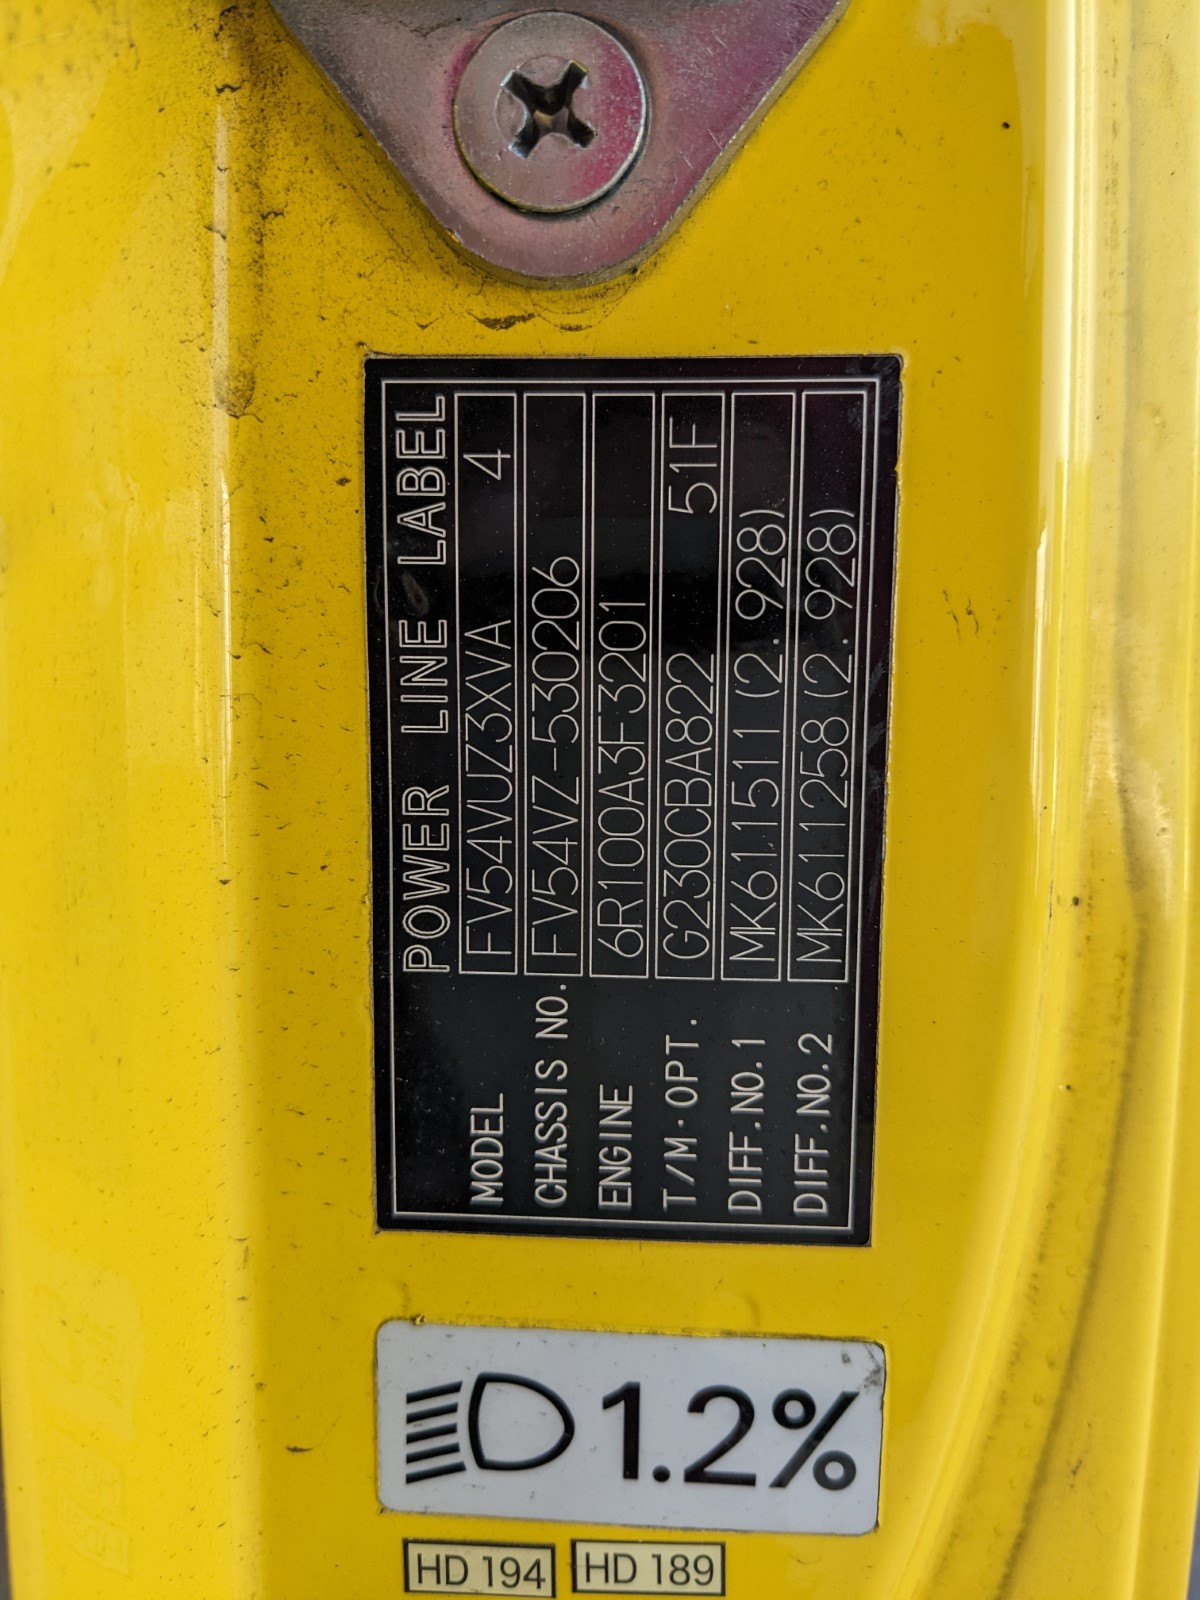 POWER LINE LABEL
MODEL FV54VUZ3XVA 4
CHASSIS NO. FV54VZ-530206
ENGINE 6R100A3F3201
T/M·OPT. G230CBA822 51F
DIFF.NO.1 MK611511(2.928)
DIFF.NO.2 MK611258(2.928)
1.2%
HD 194 HD 189